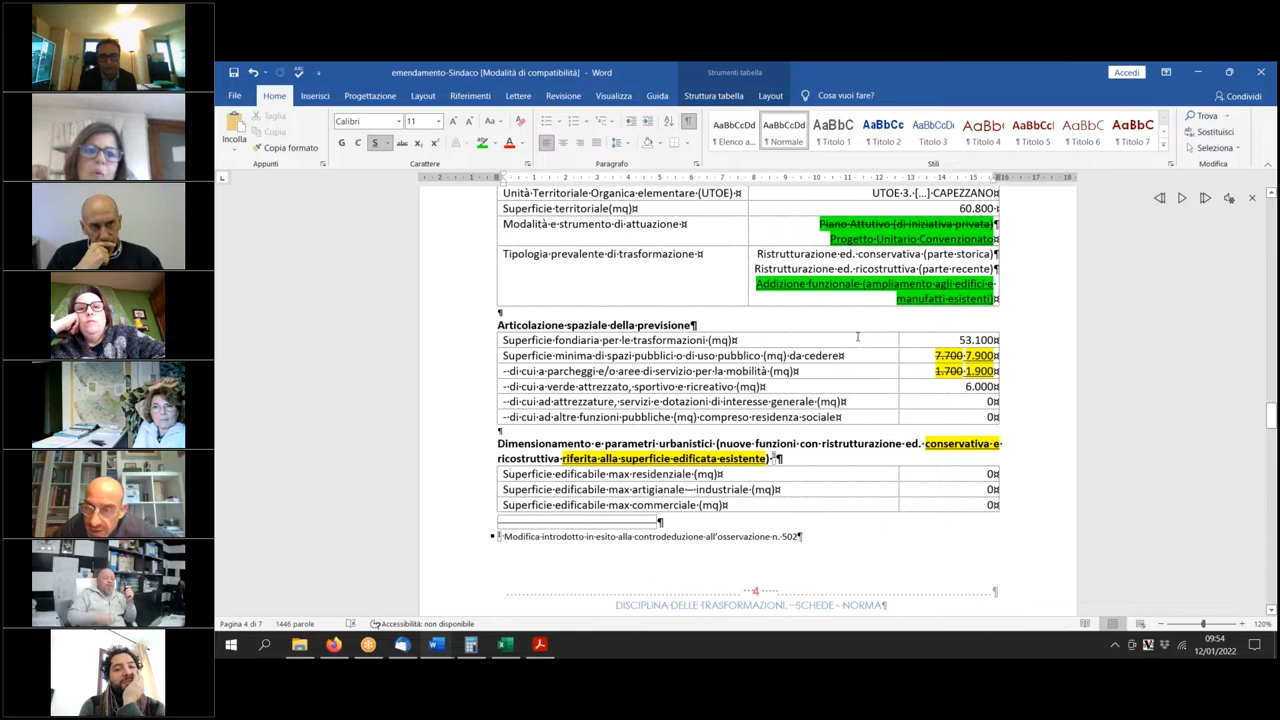 emendamento-Sindaco [Modalità di compatibilità] - Word
Strumenti tabella
Accedi
File Home Inserisci Progettazione Layout Riferimenti Lettere Revisione Visualizza Guida Struttura tabella Layout Cosa vuoi fare? Condividi
Incolla
Taglia
Copia
Copia formato
Appunti
Calibri 11
Carattere
Paragrafo
AaBbCcDd AaBbCcDd AaBbC AaBbCc AaBbCcD AaBbC AaBbCc AaBbCcD AaBbC
¶ Elenco a... ¶ Normale ¶ Titolo 1 ¶ Titolo 2 ¶ Titolo 3 ¶ Titolo 4 ¶ Titolo 5 ¶ Titolo 6 ¶ Titolo 7
Stili
Trova
Sostituisci
Seleziona
Modifica
Unità·Territoriale·Organica·elementare·(UTOE)·¤ UTOE·3.·[...]·CAPEZZANO¤
Superficie·territoriale(mq)¤ 60.800·¤
Modalità·e·strumento·di·attuazione·¤ Piano·Attutivo·(di·iniziativa·privata)¶
Progetto·Unitario·Convenzionato¤
Tipologia·prevalente·di·trasformazione·¤ Ristrutturazione·ed.·conservativa·(parte·storica)¶
Ristrutturazione·ed.·ricostruttiva·(parte·recente)¶
Addizione·funzionale·(ampliamento·agli·edifici·e·
manufatti·esistenti)¤
¶
Articolazione·spaziale·della·previsione¶
Superficie·fondiaria·per·le·trasformazioni·(mq)¤ 53.100¤
Superficie·minima·di·spazi·pubblici·o·di·uso·pubblico·(mq)·da·cedere¤ 7.700·7.900¤
-·di·cui·a·parcheggi·e/o·aree·di·servizio·per·la·mobilità·(mq)¤ 1.700·1.900¤
-·di·cui·a·verde·attrezzato,·sportivo·e·ricreativo·(mq)¤ 6.000¤
-·di·cui·ad·attrezzature,·servizi·e·dotazioni·di·interesse·generale·(mq)¤ 0¤
-·di·cui·ad·altre·funzioni·pubbliche·(mq)·compreso·residenza·sociale¤ 0¤
¶
Dimensionamento·e·parametri·urbanistici·(nuove·funzioni·con·ristrutturazione·ed.·conservativa·e·
ricostruttiva·riferita·alla·superficie·edificata·esistente)·¶
Superficie·edificabile·max·residenziale·(mq)¤ 0¤
Superficie·edificabile·max·artigianale·–·industriale·(mq)¤ 0¤
Superficie·edificabile·max·commerciale·(mq)¤ 0¤
¶
Modifica·introdotto·in·esito·alla·controdeduzione·all'osservazione·n.·502¶
4
DISCIPLINA·DELLE·TRASFORMAZIONI.·SCHEDE·–·NORMA¶
Pagina 4 di 7 1446 parole Accessibilità: non disponibile 120%
09:54
12/01/2022